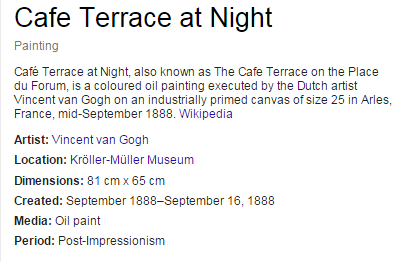 Cafe Terrace at Night
Painting
Café Terrace at Night, also known as The Cafe Terrace on the Place
du Forum, is a coloured oil painting executed by the Dutch artist
Vincent van Gogh on an industrially primed canvas of size 25 in Arles,
France, mid-September 1888. Wikipedia
Artist: Vincent van Gogh
Location: Kröller-Müller Museum
Dimensions: 81 cm x 65 cm
Created: September 1888–September 16, 1888
Media: Oil paint
Period: Post-Impressionism